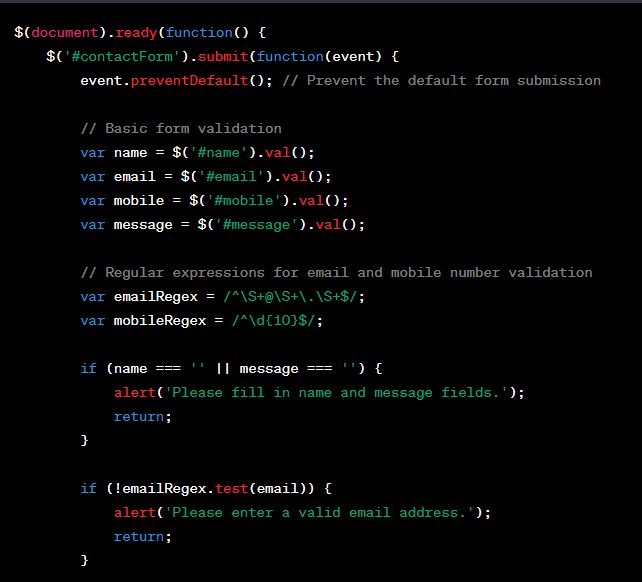 $(document).ready(function() {
    $('#contactForm').submit(function(event) {
        event.preventDefault(); // Prevent the default form submission

        // Basic form validation
        var name = $('#name').val();
        var email = $('#email').val();
        var mobile = $('#mobile').val();
        var message = $('#message').val();

        // Regular expressions for email and mobile number validation
        var emailRegex = /^\S+@\S+\.\S+$/;
        var mobileRegex = /^\d{10}$/;

        if (name === '' || message === '') {
            alert('Please fill in name and message fields.');
            return;
        }

        if (!emailRegex.test(email)) {
            alert('Please enter a valid email address.');
            return;
        }